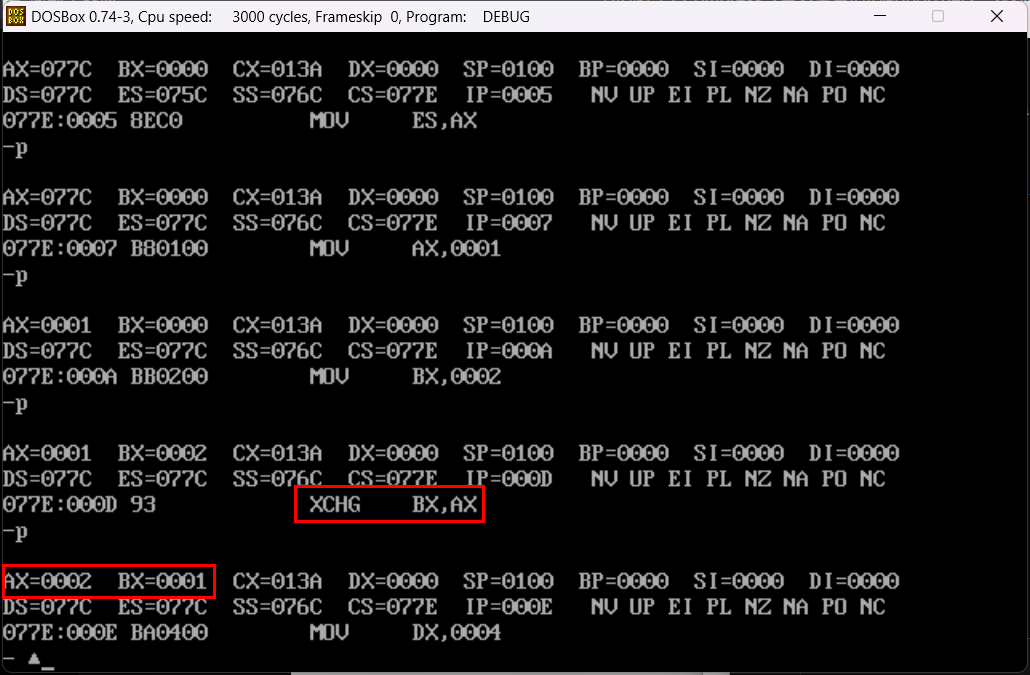 DOS BOX DOSBox 0.74-3, Cpu speed: 3000 cycles, Frameskip 0, Program: DEBUG
AX=077C BX=0000 CX=013A DX=0000 SP=0100 BP=0000 SI=0000 DI=0000
DS=077C ES=075C SS=076C CS=077E IP=0005 NV UP EI PL NZ NA PO NC
077E:0005 8EC0 MOV ES,AX
-p
AX=077C BX=0000 CX=013A DX=0000 SP=0100 BP=0000 SI=0000 DI=0000
DS=077C ES=077C SS=076C CS=077E IP=0007 NV UP EI PL NZ NA PO NC
077E:0007 B80100 MOV AX,0001
-p
AX=0001 BX=0000 CX=013A DX=0000 SP=0100 BP=0000 SI=0000 DI=0000
DS=077C ES=077C SS=076C CS=077E IP=000A NV UP EI PL NZ NA PO NC
077E:000A BB0200 MOV BX,0002
-p
AX=0001 BX=0002 CX=013A DX=0000 SP=0100 BP=0000 SI=0000 DI=0000
DS=077C ES=077C SS=076C CS=077E IP=000D NV UP EI PL NZ NA PO NC
077E:000D 93 XCHG BX,AX
-p
AX=0002 BX=0001 CX=013A DX=0000 SP=0100 BP=0000 SI=0000 DI=0000
DS=077C ES=077C SS=076C CS=077E IP=000E NV UP EI PL NZ NA PO NC
077E:000E BA0400 MOV DX,0004
- ▲_